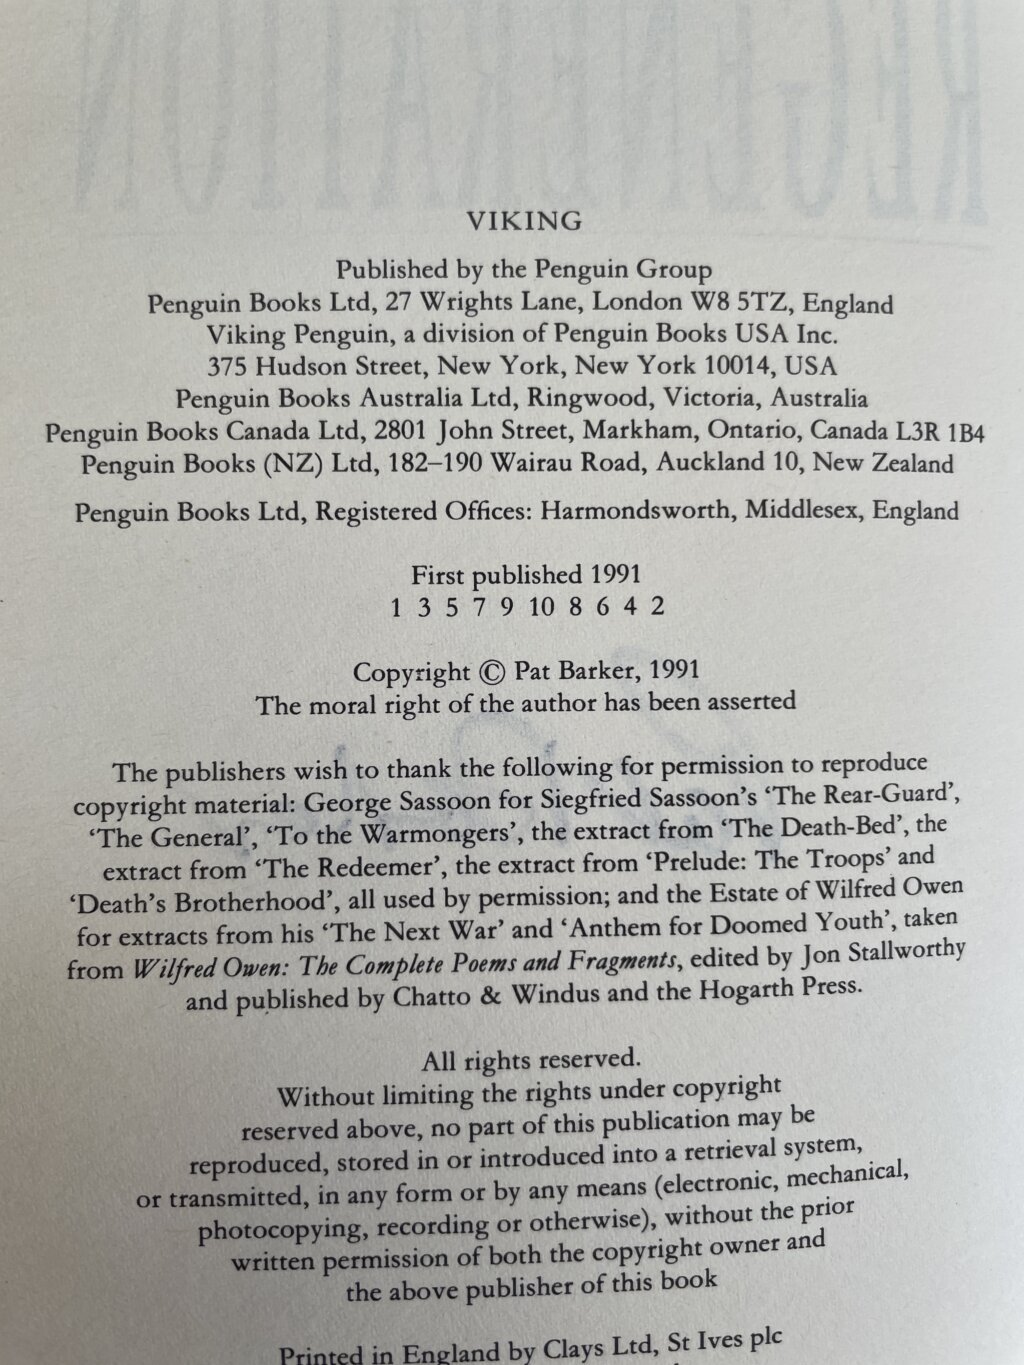 REGENERATION
VIKING
Published by the Penguin Group
Penguin Books Ltd, 27 Wrights Lane, London W8 5TZ, England
Viking Penguin, a division of Penguin Books USA Inc.
375 Hudson Street, New York, New York 10014, USA
Penguin Books Australia Ltd, Ringwood, Victoria, Australia
Penguin Books Canada Ltd, 2801 John Street, Markham, Ontario, Canada L3R 1B4
Penguin Books (NZ) Ltd, 182–190 Wairau Road, Auckland 10, New Zealand
Penguin Books Ltd, Registered Offices: Harmondsworth, Middlesex, England
First published 1991
1 3 5 7 9 10 8 6 4 2
Copyright © Pat Barker, 1991
The moral right of the author has been asserted
The publishers wish to thank the following for permission to reproduce
copyright material: George Sassoon for Siegfried Sassoon's ‘The Rear-Guard’,
‘The General’, ‘To the Warmongers’, the extract from ‘The Death-Bed’, the
extract from ‘The Redeemer’, the extract from ‘Prelude: The Troops’ and
‘Death's Brotherhood’, all used by permission; and the Estate of Wilfred Owen
for extracts from his ‘The Next War’ and ‘Anthem for Doomed Youth’, taken
from Wilfred Owen: The Complete Poems and Fragments, edited by Jon Stallworthy
and published by Chatto & Windus and the Hogarth Press.
All rights reserved.
Without limiting the rights under copyright
reserved above, no part of this publication may be
reproduced, stored in or introduced into a retrieval system,
or transmitted, in any form or by any means (electronic, mechanical,
photocopying, recording or otherwise), without the prior
written permission of both the copyright owner and
the above publisher of this book
Printed in England by Clays Ltd, St Ives plc